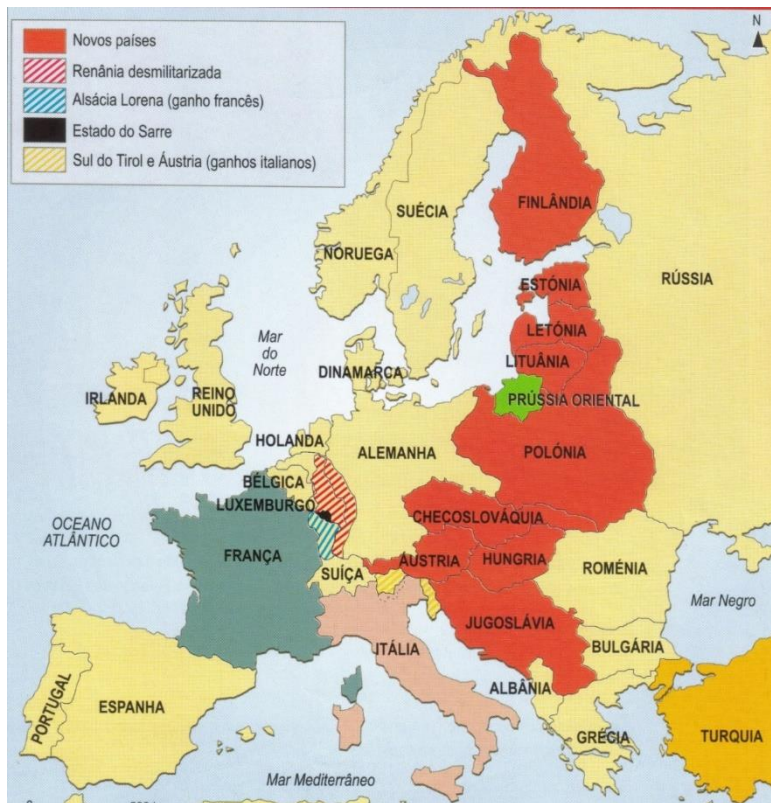 N
Novos países
Renânia desmilitarizada
Alsácia Lorena (ganho francês)
Estado do Sarre
Sul do Tirol e Áustria (ganhos italianos)
FINLÂNDIA
SUÉCIA
NORUEGA
RÚSSIA
ESTÓNIA
LETÓNIA
LITUÂNIA
Mar
do
Norte
DINAMARCA
PRÚSSIA ORIENTAL
IRLANDA
REINO
UNIDO
HOLANDA
ALEMANHA
POLÓNIA
BÉLGICA
LUXEMBURGO
CHECOSLOVÁQUIA
OCEANO
ATLÂNTICO
FRANÇA
ÁUSTRIA
HUNGRIA
SUÍÇA
ROMÉNIA
Mar Negro
JUGOSLÁVIA
ITÁLIA
BULGÁRIA
PORTUGAL
ESPANHA
ALBÂNIA
GRÉCIA
TURQUIA
Mar Mediterrâneo